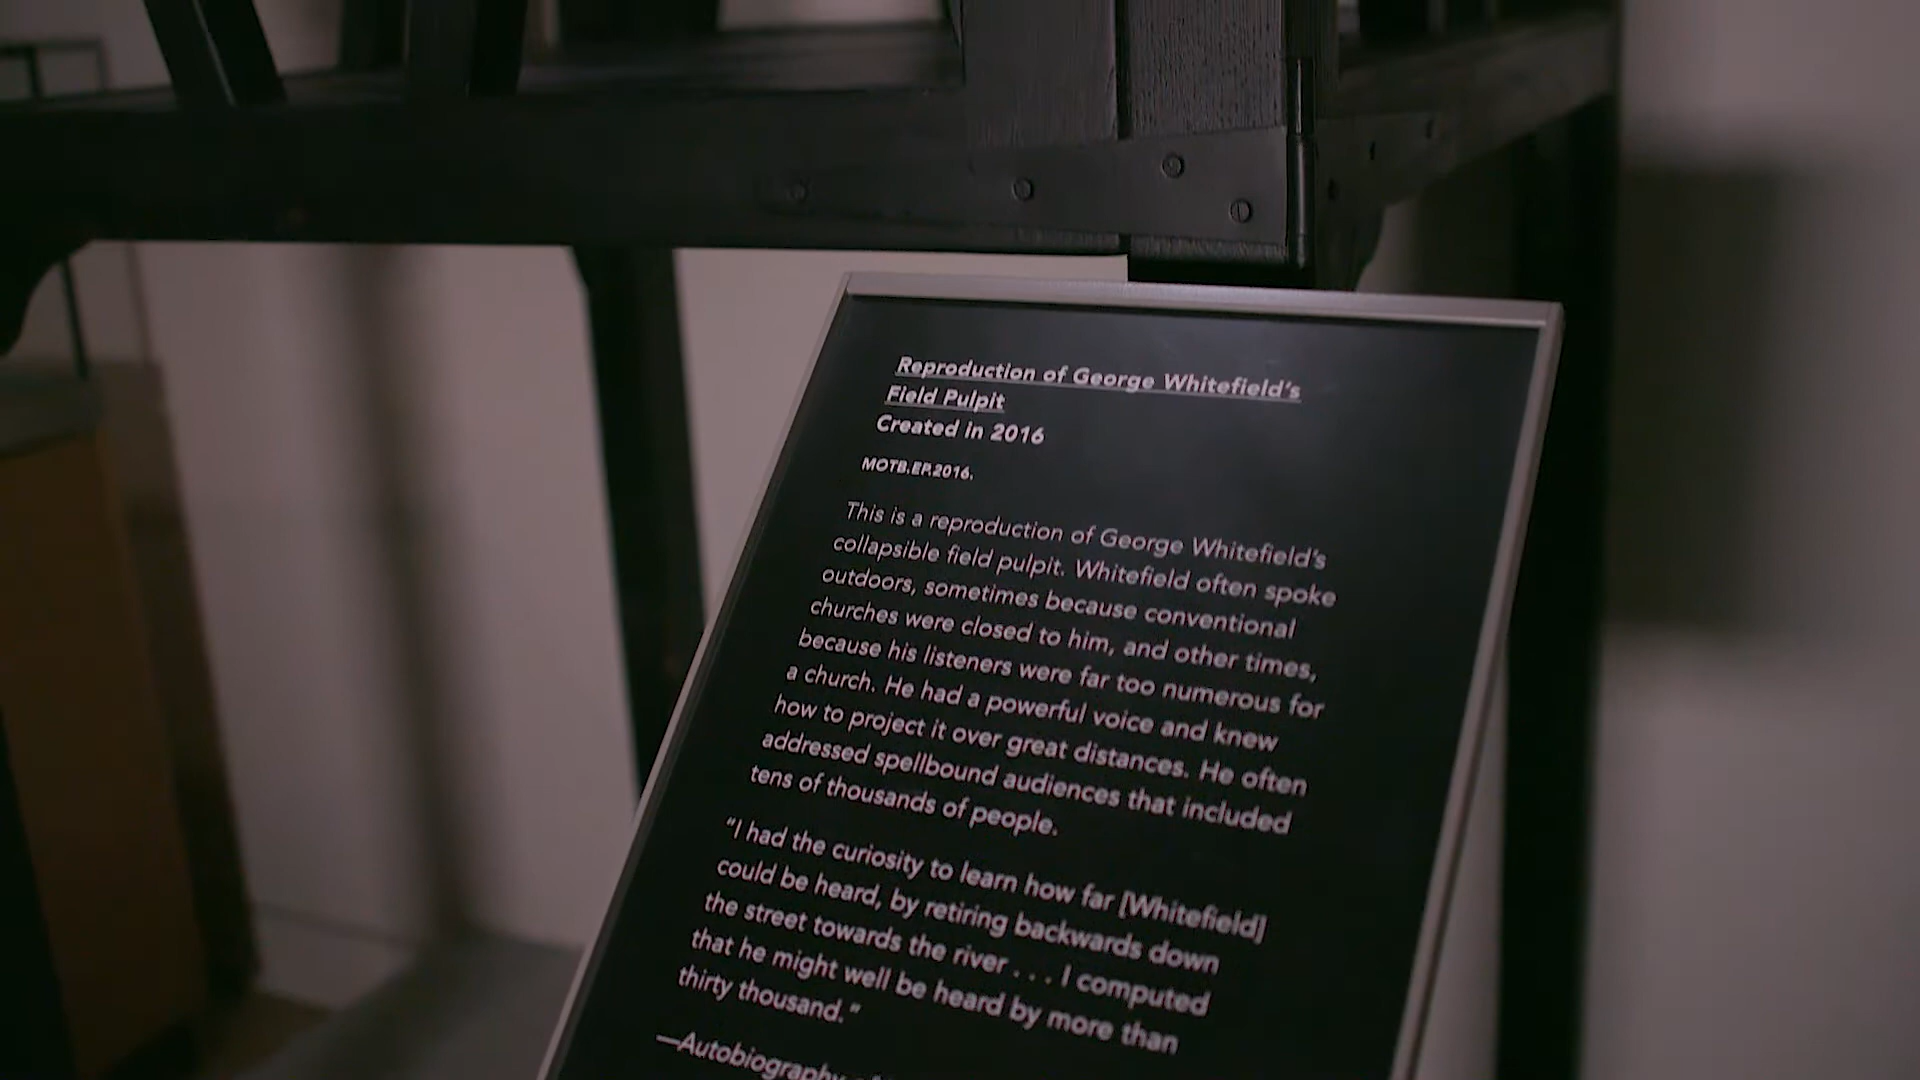 Reproduction of George Whitefield's
Field Pulpit
Created in 2016
MOTB.EP.2016.
This is a reproduction of George Whitefield's
collapsible field pulpit. Whitefield often spoke
outdoors, sometimes because conventional
churches were closed to him, and other times,
because his listeners were far too numerous for
a church. He had a powerful voice and knew
how to project it over great distances. He often
addressed spellbound audiences that included
tens of thousands of people.
"I had the curiosity to learn how far [Whitefield]
could be heard, by retiring backwards down
the street towards the river . . . I computed
that he might well be heard by more than
thirty thousand."
—Autobiography